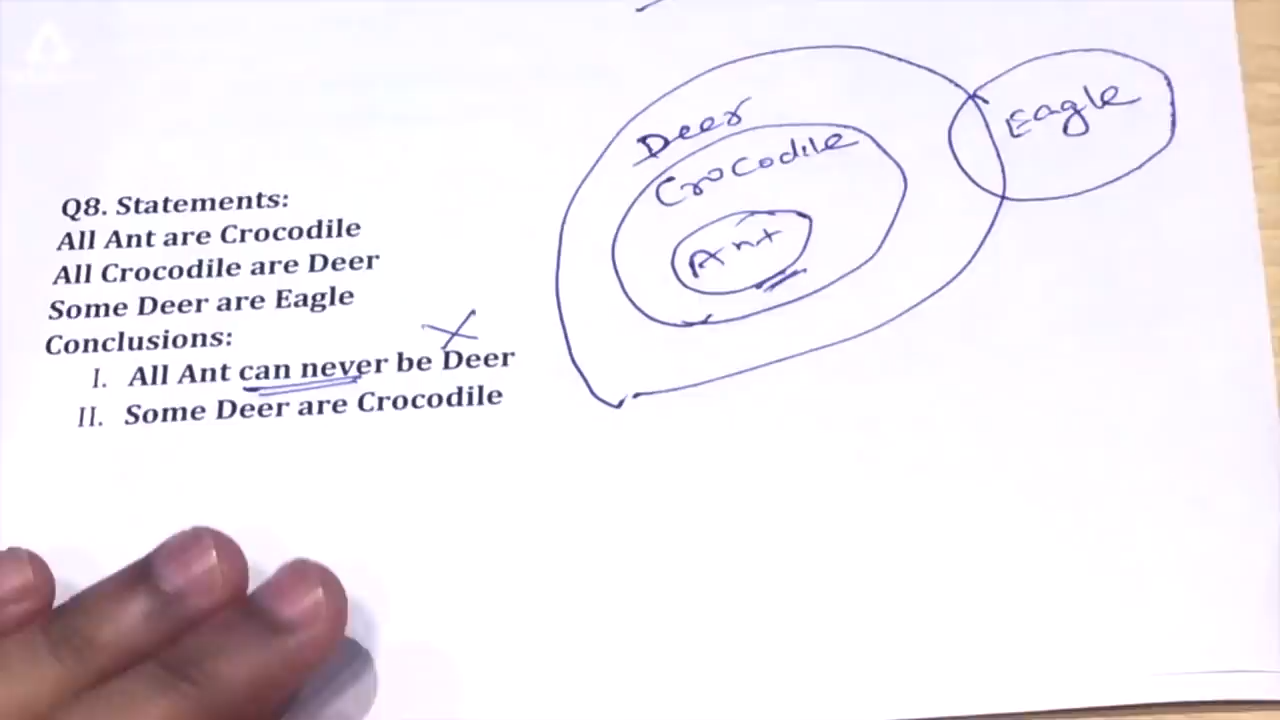 Deer
Crocodile
Ant
Eagle
Q8. Statements:
All Ant are Crocodile
All Crocodile are Deer
Some Deer are Eagle
Conclusions:
I. All Ant can never be Deer
II. Some Deer are Crocodile